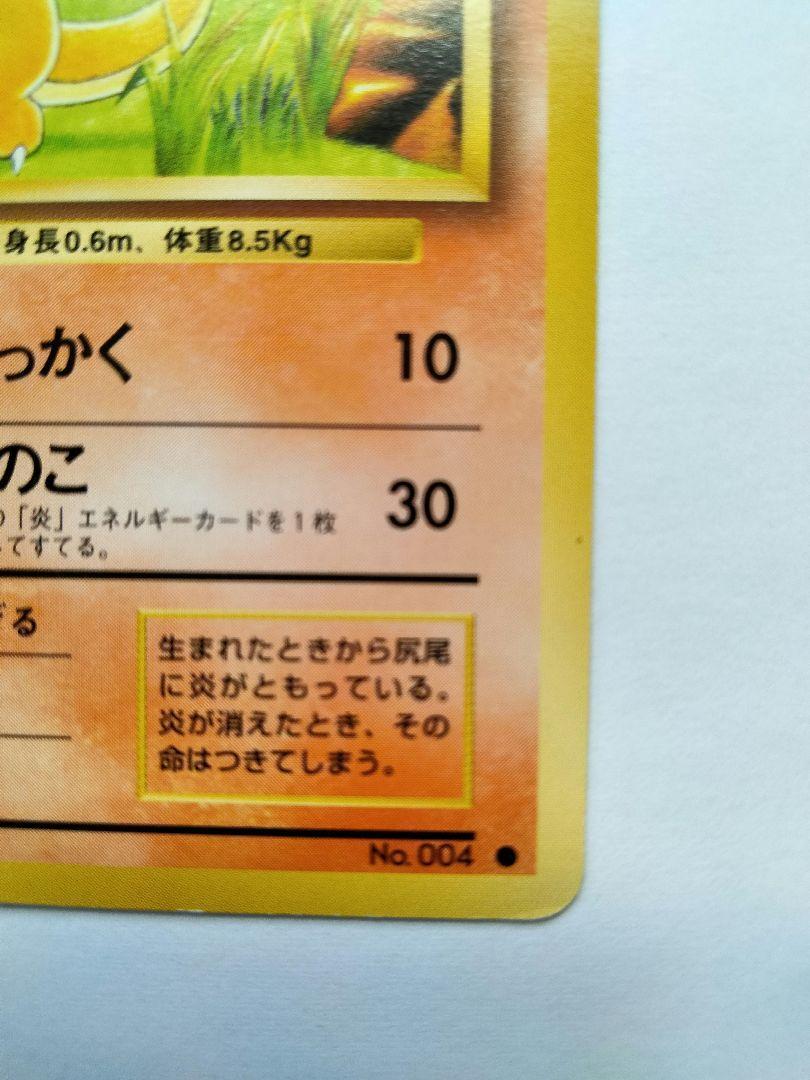 身長0.6m、体重8.5Kg
っかく 10
のこ 30
「炎」エネルギーカードを1枚
てすてる。
る
生まれたときから尻尾
に炎がともっている。
炎が消えたとき、その
命はつきてしまう。
No. 004 ●